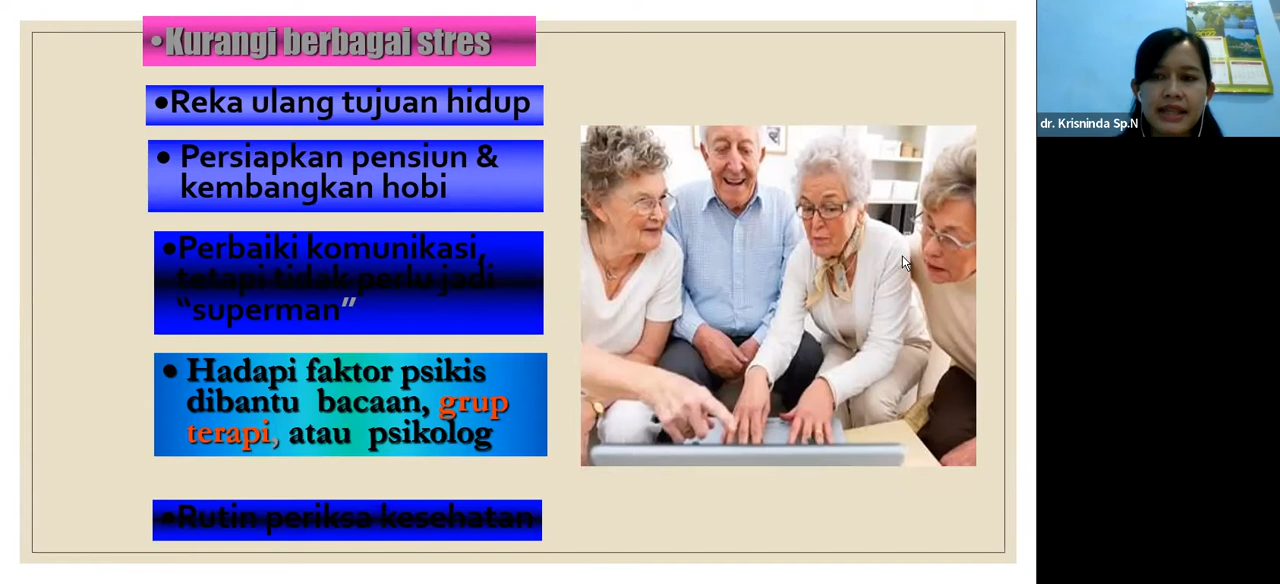 •Kurangi berbagai stres
•Reka ulang tujuan hidup
• Persiapkan pensiun &
kembangkan hobi
•Perbaiki komunikasi,
tetapi tidak perlu jadi
“superman”
• Hadapi faktor psikis
dibantu bacaan, grup
terapi, atau psikolog
•Rutin periksa kesehatan
2022
dr. Krisninda Sp.N